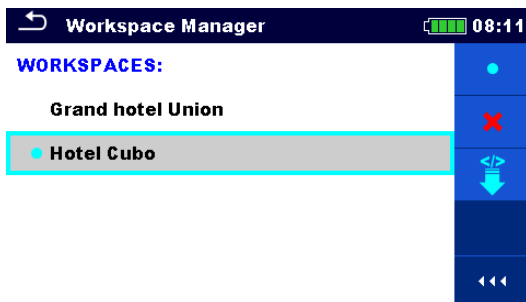 Workspace Manager 08:11
WORKSPACES:
Grand hotel Union
Hotel Cubo
</>